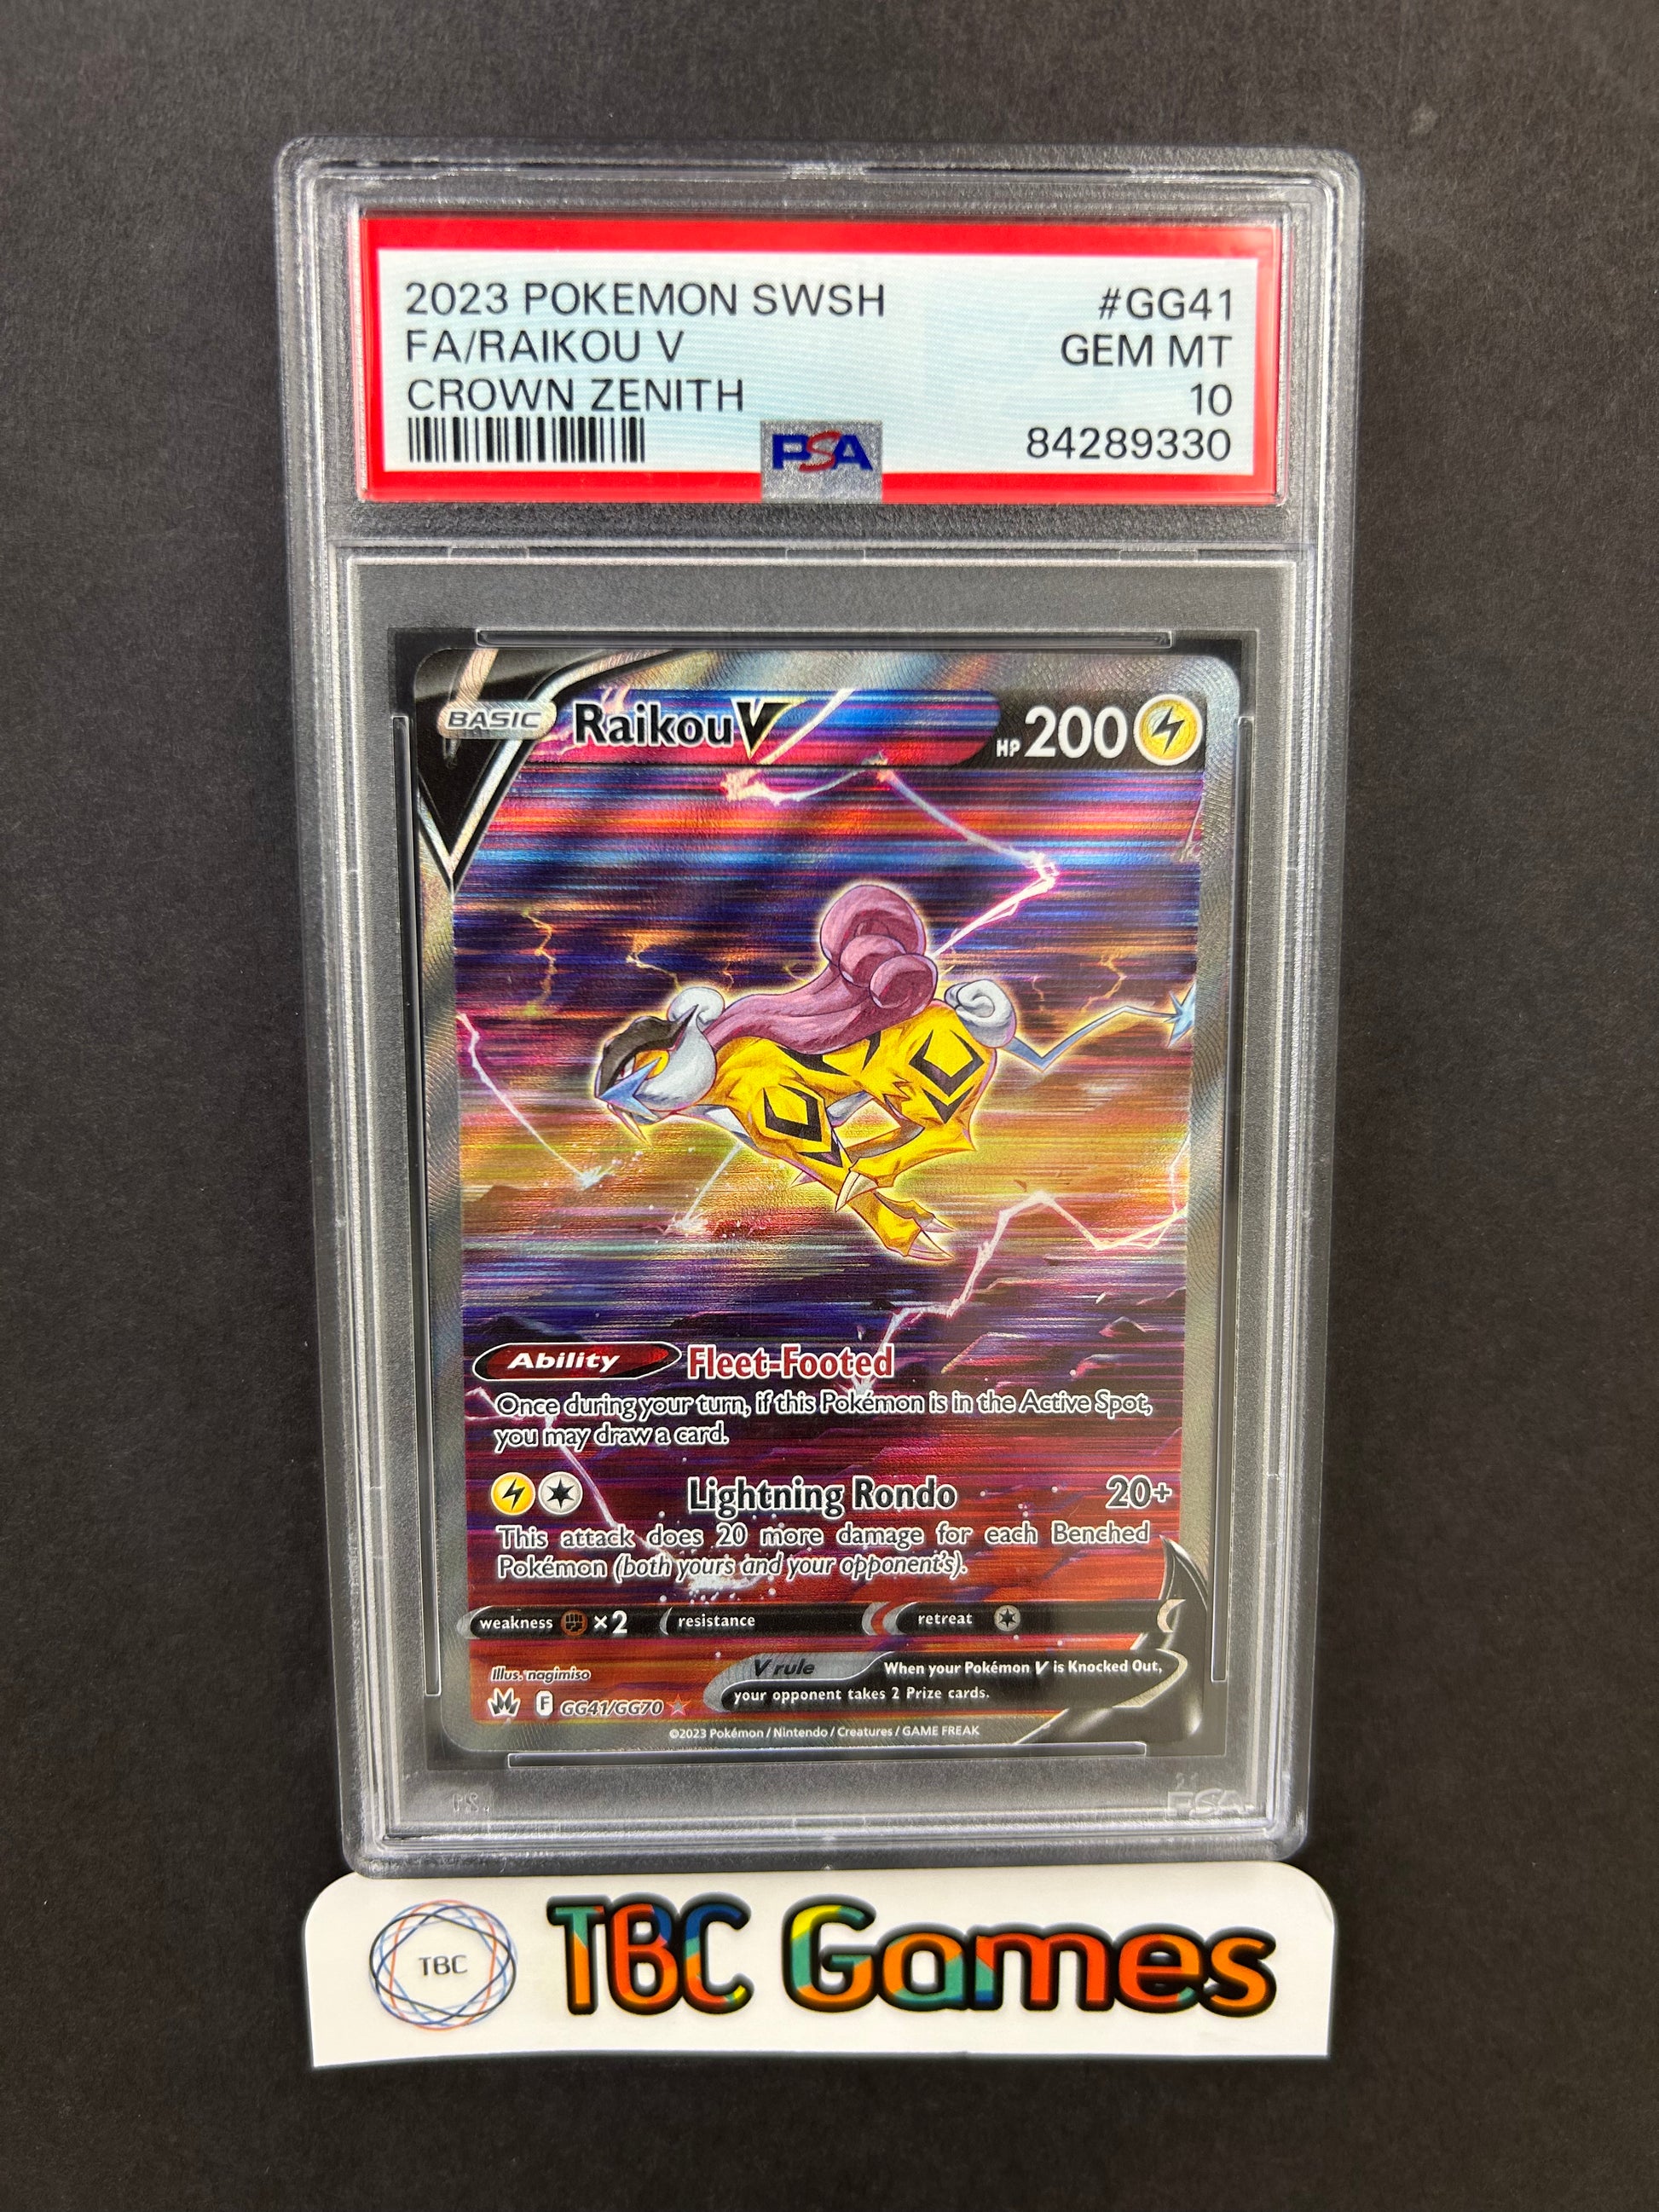 2023 POKEMON SWSH #GG41
FA/RAIKOU V GEM MT
CROWN ZENITH 10
PSA 84289330
BASIC RaikouV HP 200
Ability Fleet-Footed
Once during your turn, if this Pokémon is in the Active Spot,
you may draw a card.
Lightning Rondo 20+
This attack does 20 more damage for each Benched
Pokémon (both yours and your opponent's).
weakness ×2 resistance retreat
Illus. nagimiso
V rule When your Pokémon V is Knocked Out,
your opponent takes 2 Prize cards.
F GG41/GG70
©2023 Pokémon / Nintendo / Creatures / GAME FREAK
PSA
TBC TBC Games